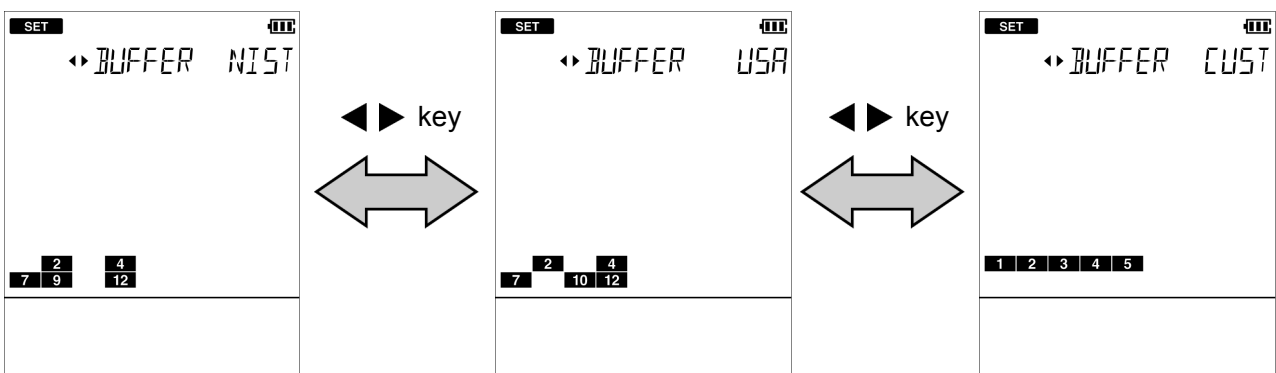 SET
◂▸ BUFFER NIST
2 4
7 9 12
◀ ▶ key
SET
◂▸ BUFFER USA
2 4
7 10 12
◀ ▶ key
SET
◂▸ BUFFER CUST
1 2 3 4 5